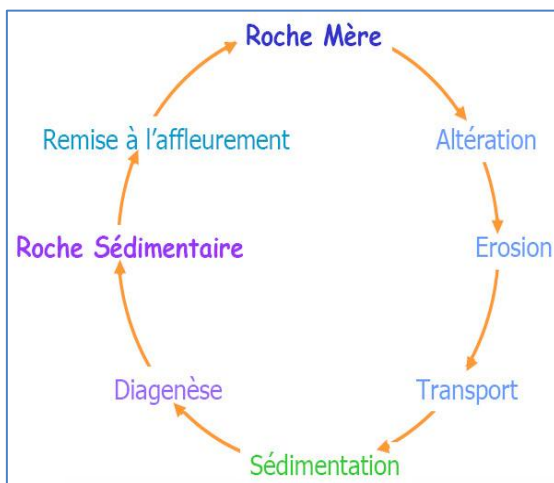 Roche Mère
Remise à l'affleurement
Altération
Roche Sédimentaire
Erosion
Diagenèse
Transport
Sédimentation